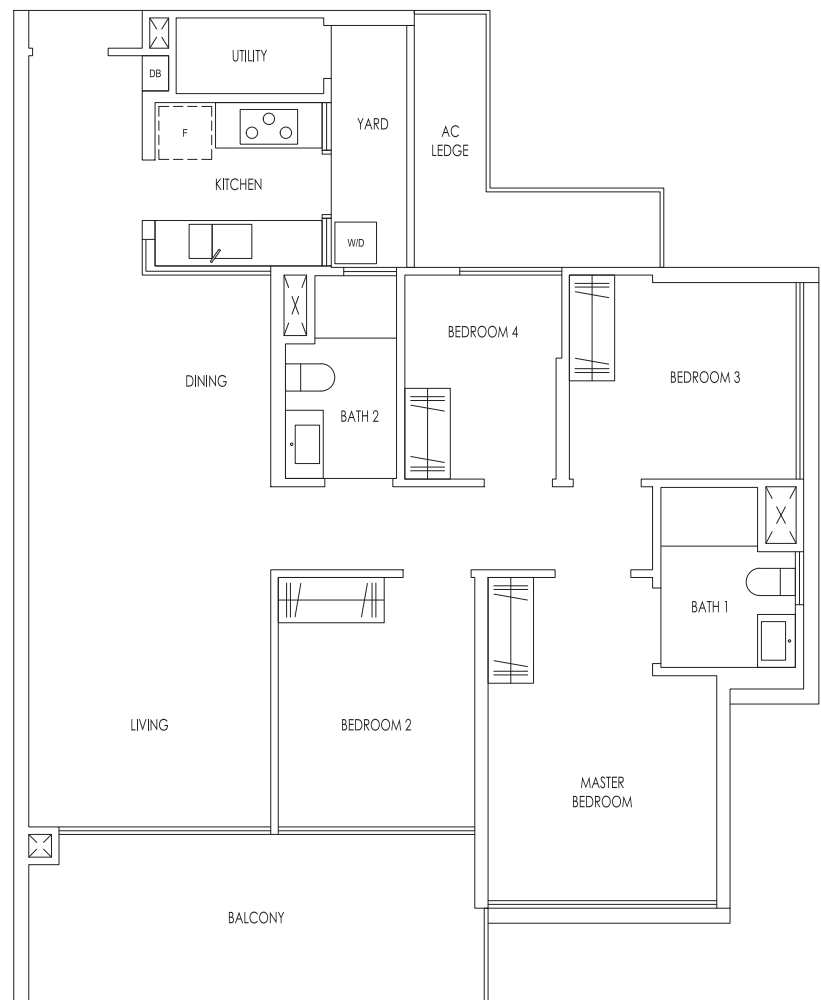 UTILITY
DB
YARD
AC
LEDGE
F
KITCHEN
W/D
BEDROOM 4
BEDROOM 3
DINING
BATH 2
BATH 1
LIVING
BEDROOM 2
MASTER
BEDROOM
BALCONY